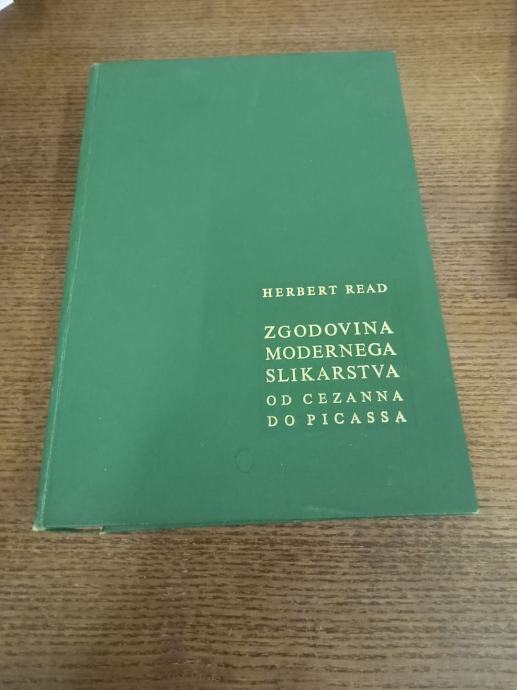 HERBERT READ
ZGODOVINA
MODERNEGA
SLIKARSTVA
OD CEZANNA
DO PICASSA